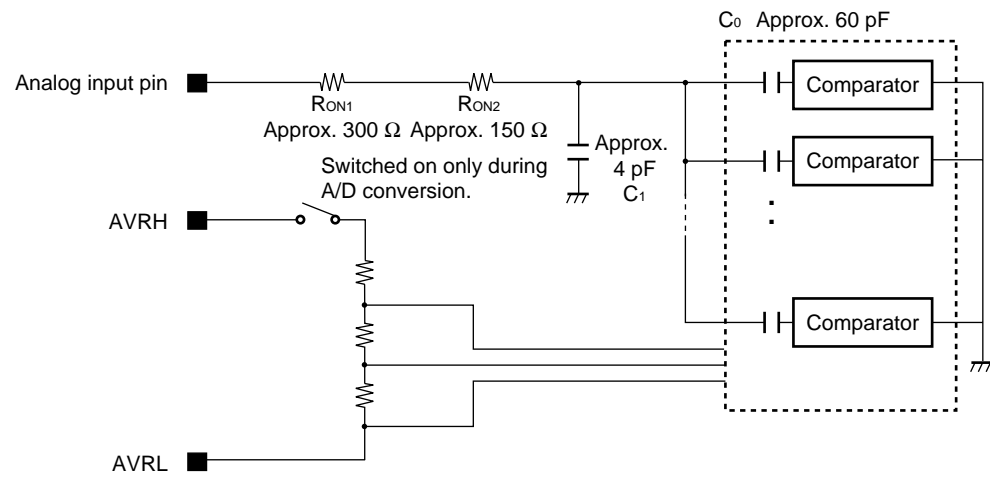 C₀ Approx. 60 pF
Analog input pin
RON1
RON2
Approx. 300 Ω Approx. 150 Ω
Switched on only during
A/D conversion.
Approx.
4 pF
C₁
Comparator
Comparator
:
Comparator
AVRH
AVRL